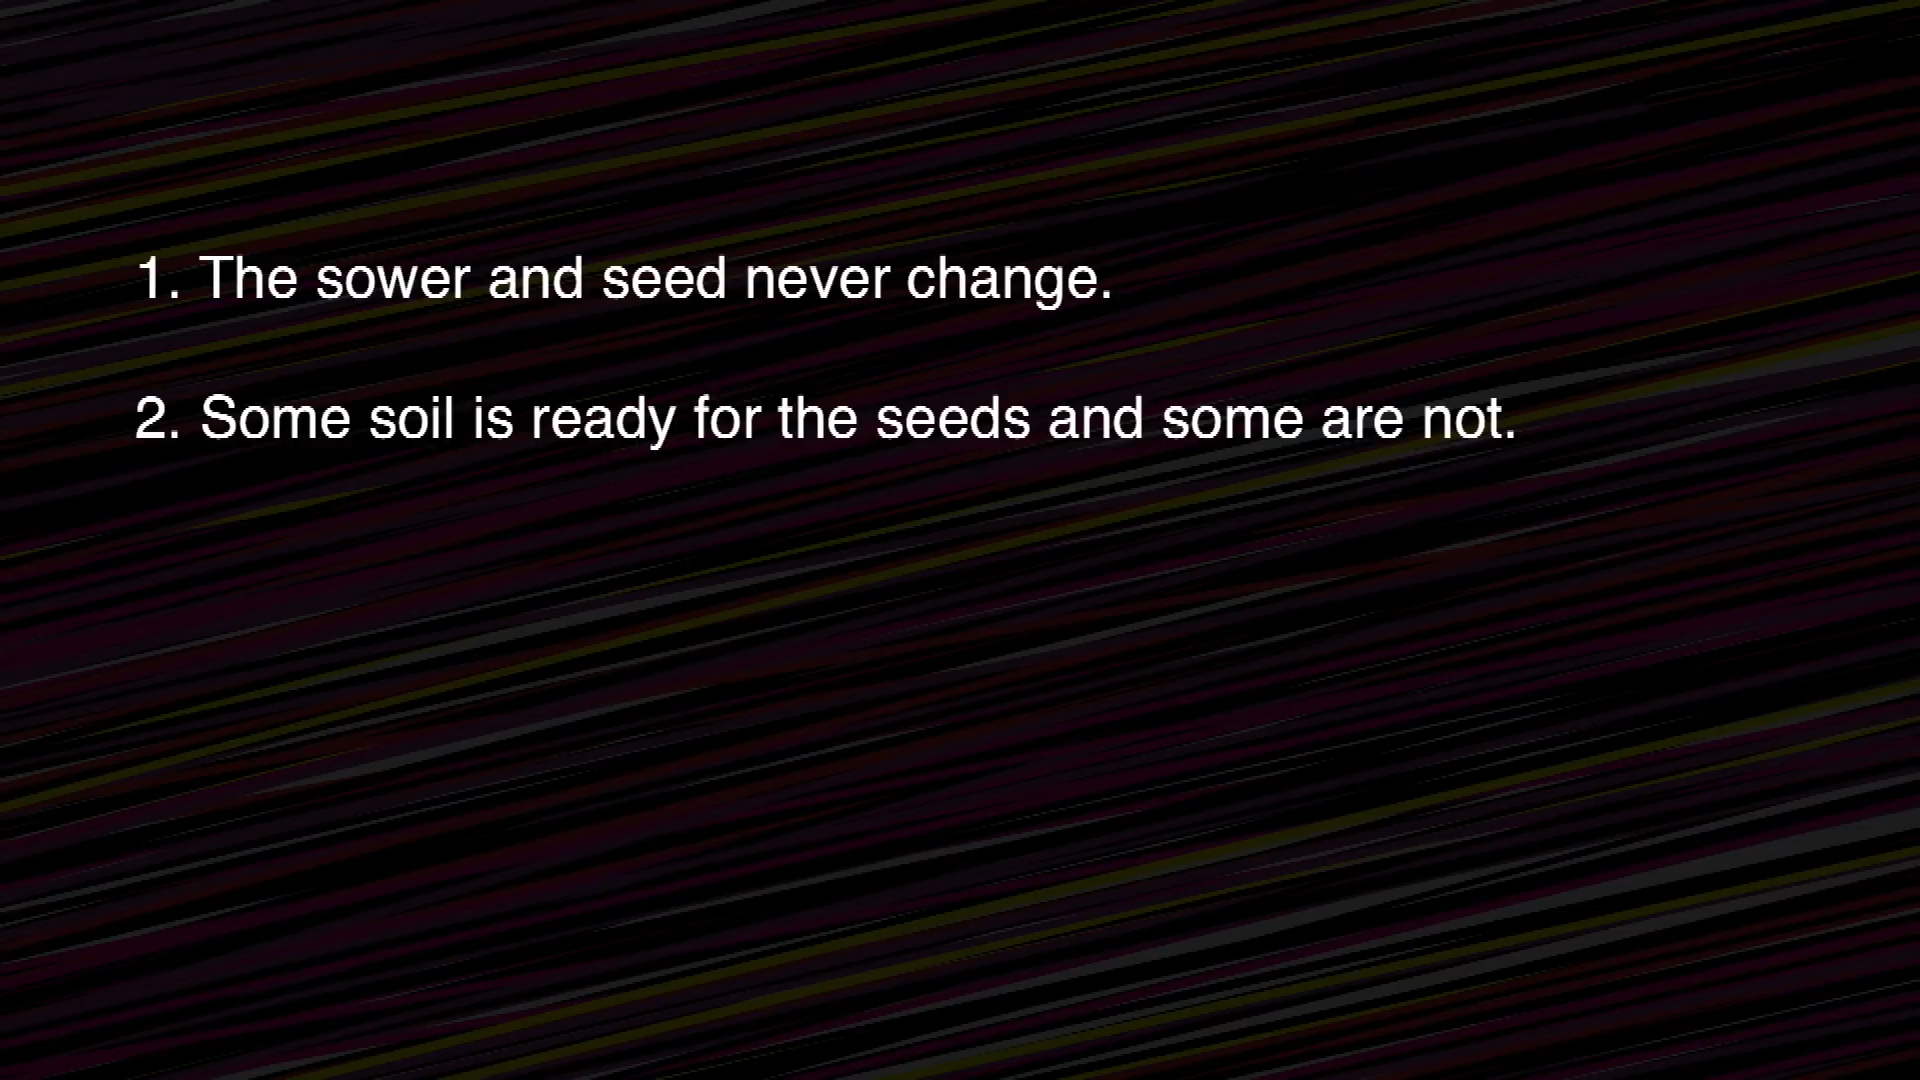 1. The sower and seed never change.
2. Some soil is ready for the seeds and some are not.